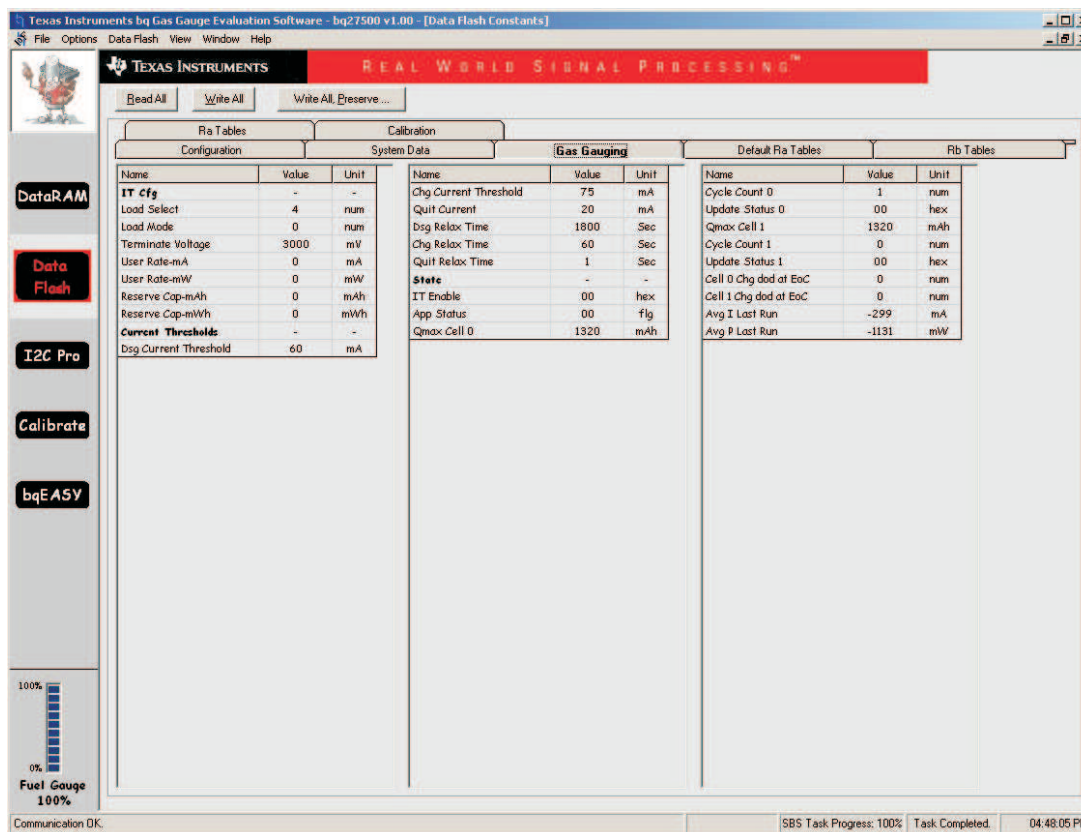 Texas Instruments bq Gas Gauge Evaluation Software - bq27500 v1.00 - [Data Flash Constants]
File Options Data Flash View Window Help
TEXAS INSTRUMENTS REAL WORLD SIGNAL PROCESSING™
Read All Write All Write All, Preserve ...
Ra Tables Calibration
Configuration System Data Gas Gauging Default Ra Tables Rb Tables
DataRAM
Data
Flash
I2C Pro
Calibrate
bqEASY
100%
0%
Fuel Gauge
100%
Name Value Unit
IT Cfg - -
Load Select 4 num
Load Mode 0 num
Terminate Voltage 3000 mV
User Rate-mA 0 mA
User Rate-mW 0 mW
Reserve Cap-mAh 0 mAh
Reserve Cap-mWh 0 mWh
Current Thresholds - -
Dsg Current Threshold 60 mA
Name Value Unit
Chg Current Threshold 75 mA
Quit Current 20 mA
Dsg Relax Time 1800 Sec
Chg Relax Time 60 Sec
Quit Relax Time 1 Sec
State - -
IT Enable 00 hex
App Status 00 flg
Qmax Cell 0 1320 mAh
Name Value Unit
Cycle Count 0 1 num
Update Status 0 00 hex
Qmax Cell 1 1320 mAh
Cycle Count 1 0 num
Update Status 1 00 hex
Cell 0 Chg dod at EoC 0 num
Cell 1 Chg dod at EoC 0 num
Avg I Last Run -299 mA
Avg P Last Run -1131 mW
Communication OK. SBS Task Progress: 100% Task Completed. 04:48:05 P